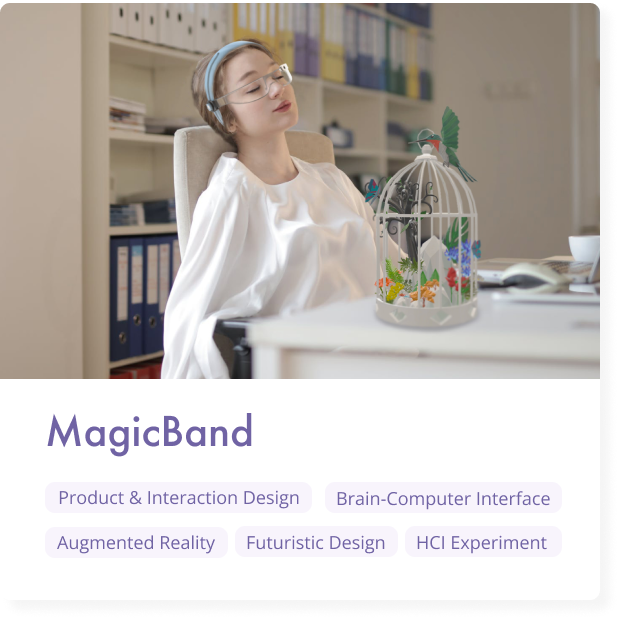 MagicBand
Product & Interaction Design
Brain-Computer Interface
Augmented Reality
Futuristic Design
HCI Experiment